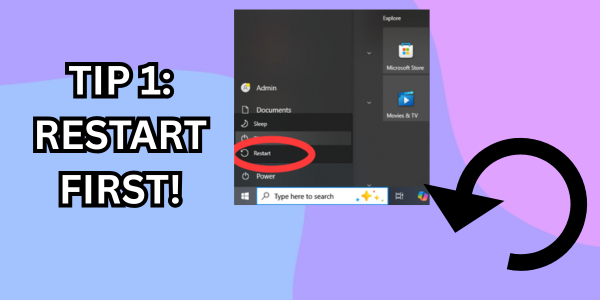 TIP 1:
RESTART
FIRST!
Explore
Microsoft Store
Movies & TV
Admin
Documents
Sleep
Restart
Power
Type here to search